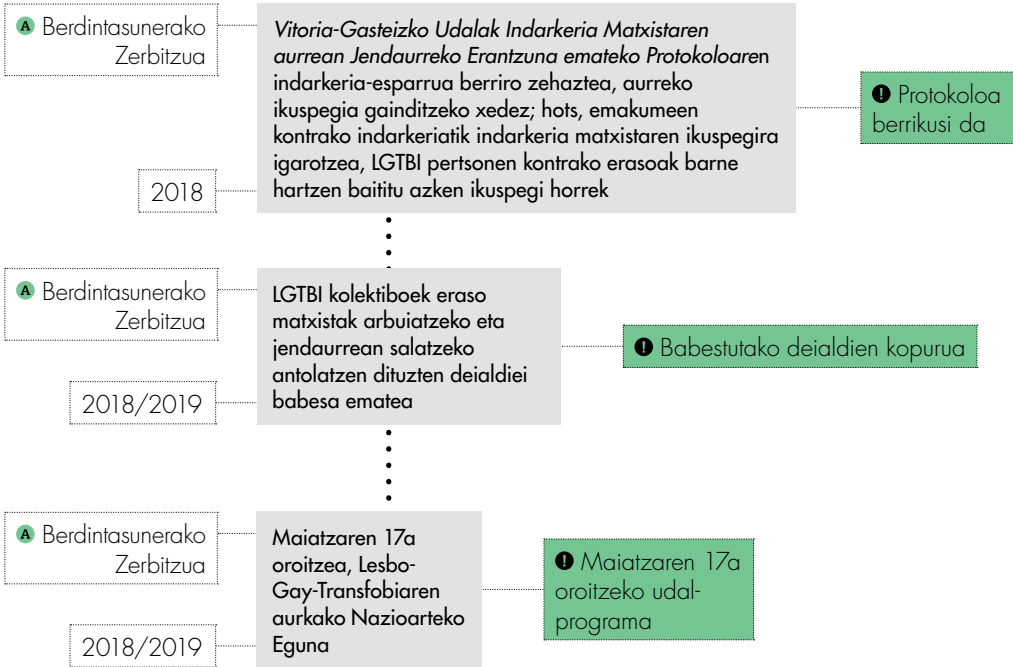 A Berdintasunerako
Zerbitzua
2018
Vitoria-Gasteizko Udalak Indarkeria Matxistaren
aurrean Jendaurreko Erantzuna emateko Protokoloaren
indarkeria-esparrua berriro zehaztea, aurreko
ikuspegia gainditzeko xedez; hots, emakumeen
kontrako indarkeriatik indarkeria matxistaren ikuspegira
igarotzea, LGTBI pertsonen kontrako erasoak barne
hartzen baititu azken ikuspegi horrek
! Protokoloa
berrikusi da
A Berdintasunerako
Zerbitzua
2018/2019
LGTBI kolektiboek eraso
matxistak arbuiatzeko eta
jendaurrean salatzeko
antolatzen dituzten deialdiei
babesa ematea
! Babestutako deialdien kopurua
A Berdintasunerako
Zerbitzua
2018/2019
Maiatzaren 17a
oroitzea, Lesbo-
Gay-Transfobiaren
aurkako Nazioarteko
Eguna
! Maiatzaren 17a
oroitzeko udal-
programa